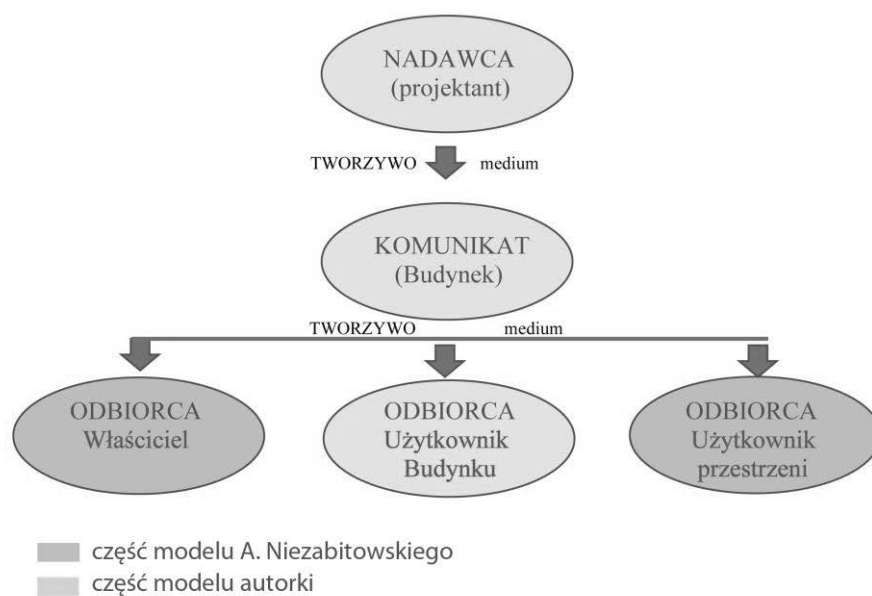 NADAWCA
(projektant)
TWORZYWO medium
KOMUNIKAT
(Budynek)
TWORZYWO medium
ODBIORCA
Właściciel
ODBIORCA
Użytkownik
Budynku
ODBIORCA
Użytkownik
przestrzeni
część modelu A. Niezabitowskiego
część modelu autorki